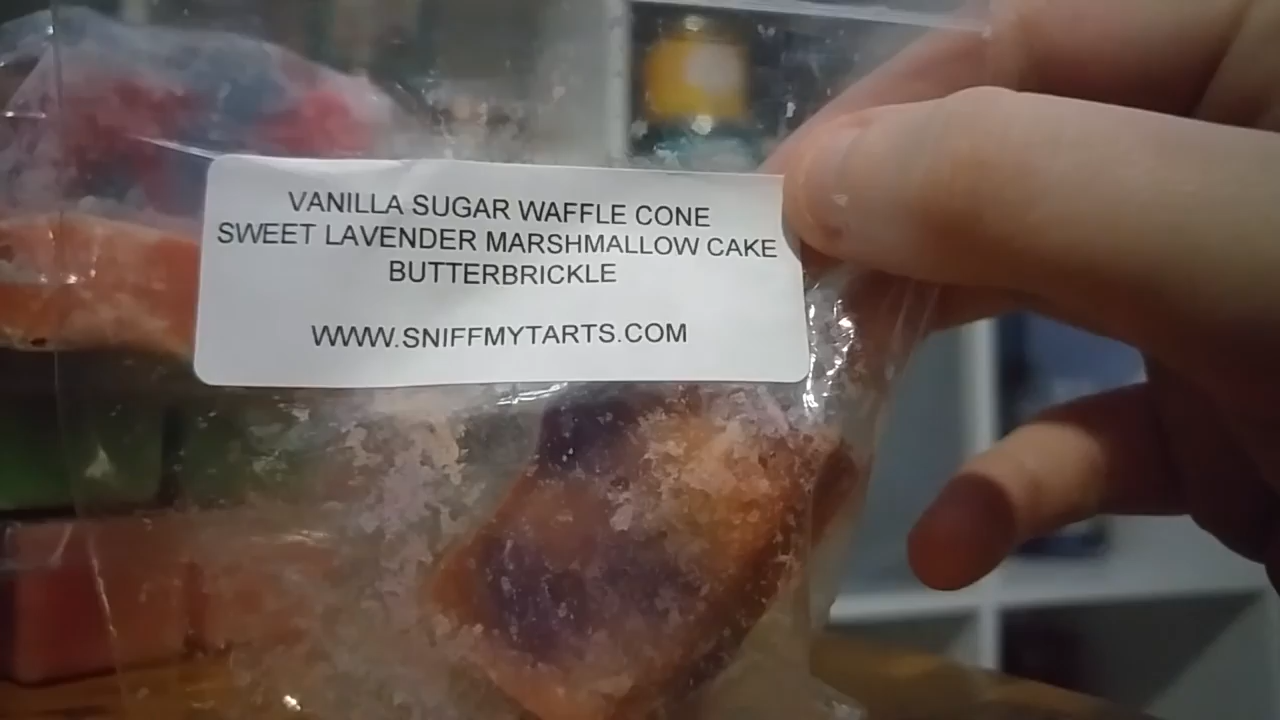 VANILLA SUGAR WAFFLE CONE
SWEET LAVENDER MARSHMALLOW CAKE
BUTTERBRICKLE
WWW.SNIFFMYTARTS.COM